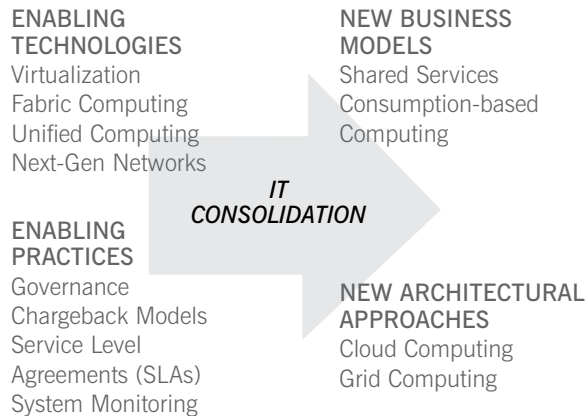 ENABLING
TECHNOLOGIES
Virtualization
Fabric Computing
Unified Computing
Next-Gen Networks
NEW BUSINESS
MODELS
Shared Services
Consumption-based
Computing
IT
CONSOLIDATION
ENABLING
PRACTICES
Governance
Chargeback Models
Service Level
Agreements (SLAs)
System Monitoring
NEW ARCHITECTURAL
APPROACHES
Cloud Computing
Grid Computing